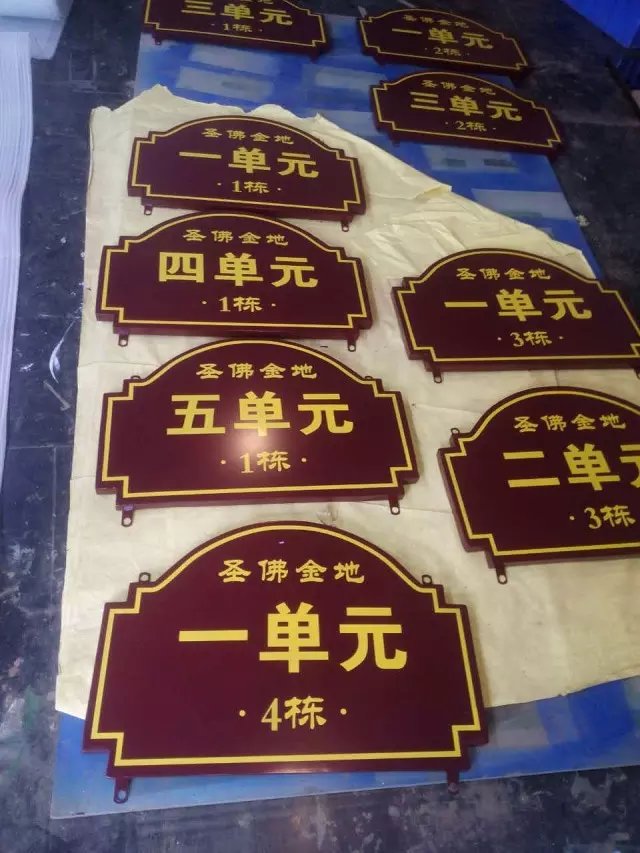 三单元
·1栋·
圣佛金地
一单元
·2栋·
圣佛金地
三单元
·2栋·
圣佛金地
一单元
·1栋·
圣佛金地
四单元
·1栋·
圣佛金地
一单元
·3栋·
圣佛金地
五单元
·1栋·
圣佛金地
二单元
·3栋·
圣佛金地
一单元
·4栋·